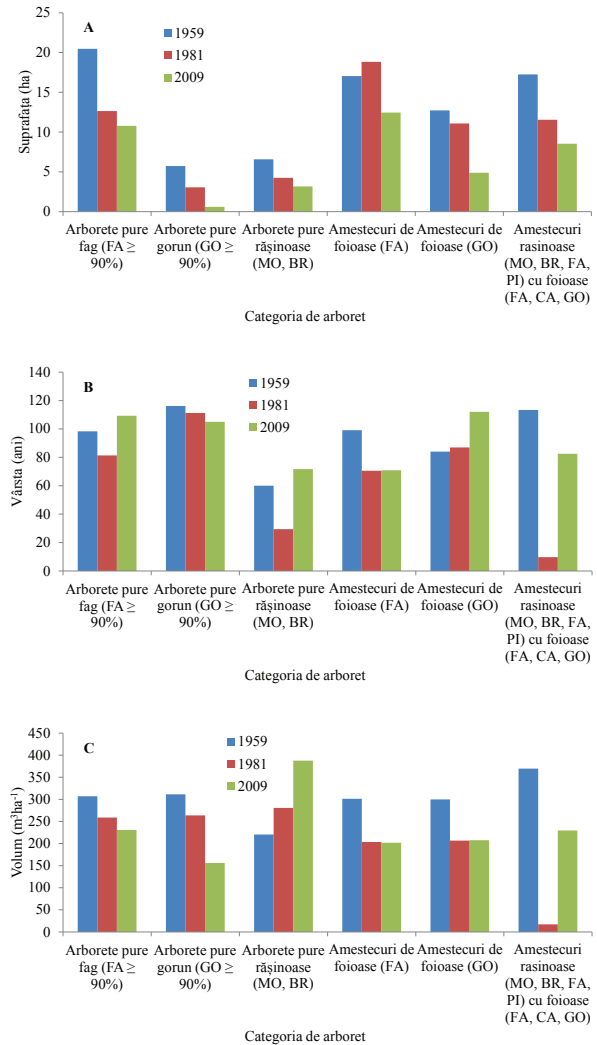 A
1959
1981
2009
25
20
15
10
5
0
Suprafața (ha)
Arborete pure
fag (FA ≥
90%)
Arborete pure
gorun (GO ≥
90%)
Arborete pure
rășinoase
(MO, BR)
Amestecuri de
foioase (FA)
Amestecuri de
foioase (GO)
Amestecuri
rasinoase
(MO, BR, FA,
PI) cu foioase
(FA, CA, GO)
Categoria de arboret
B
1959
1981
2009
140
120
100
80
60
40
20
0
Vârsta (ani)
Arborete pure
fag (FA ≥
90%)
Arborete pure
gorun (GO ≥
90%)
Arborete pure
rășinoase
(MO, BR)
Amestecuri de
foioase (FA)
Amestecuri de
foioase (GO)
Amestecuri
rasinoase
(MO, BR, FA,
PI) cu foioase
(FA, CA, GO)
Categoria de arboret
C
1959
1981
2009
450
400
350
300
250
200
150
100
50
0
Volum (m³ha⁻¹)
Arborete pure
fag (FA ≥
90%)
Arborete pure
gorun (GO ≥
90%)
Arborete pure
rășinoase
(MO, BR)
Amestecuri de
foioase (FA)
Amestecuri de
foioase (GO)
Amestecuri
rasinoase
(MO, BR, FA,
PI) cu foioase
(FA, CA, GO)
Categoria de arboret